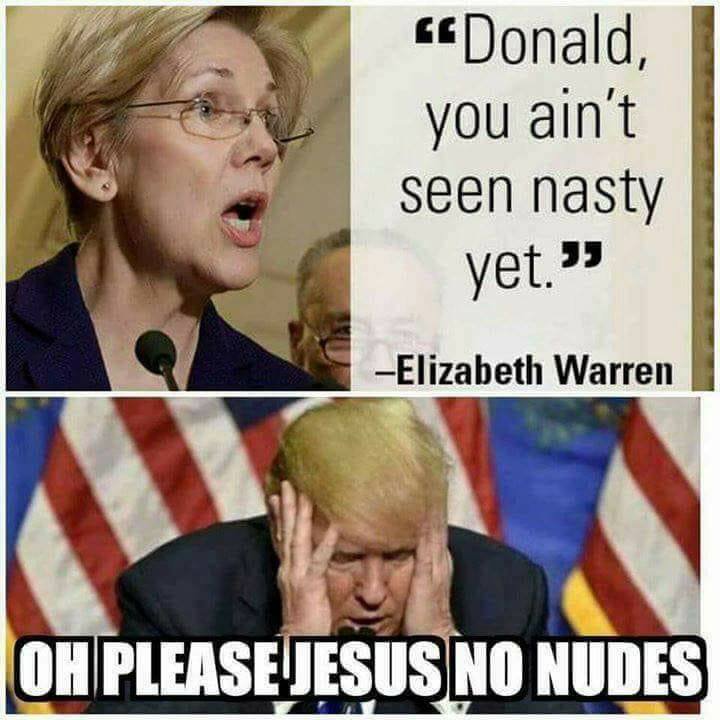 “Donald,
you ain't
seen nasty
yet.”
–Elizabeth Warren
OH PLEASE JESUS NO NUDES